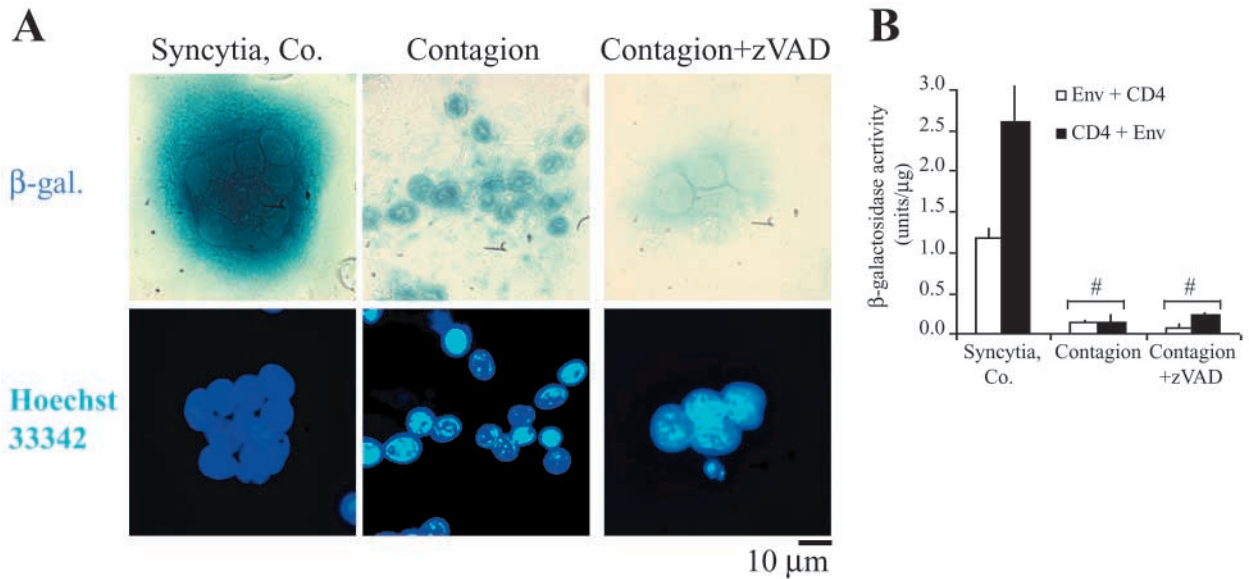 A
Syncytia, Co.
Contagion
Contagion+zVAD
β-gal.
Hoechst
33342
10 μm
B
β-galactosidase acrtivity
(units/μg)
3.0
2.5
2.0
1.5
1.0
0.5
0.0
Env + CD4
CD4 + Env
#
#
Syncytia,
Co.
Contagion
Contagion
+zVAD